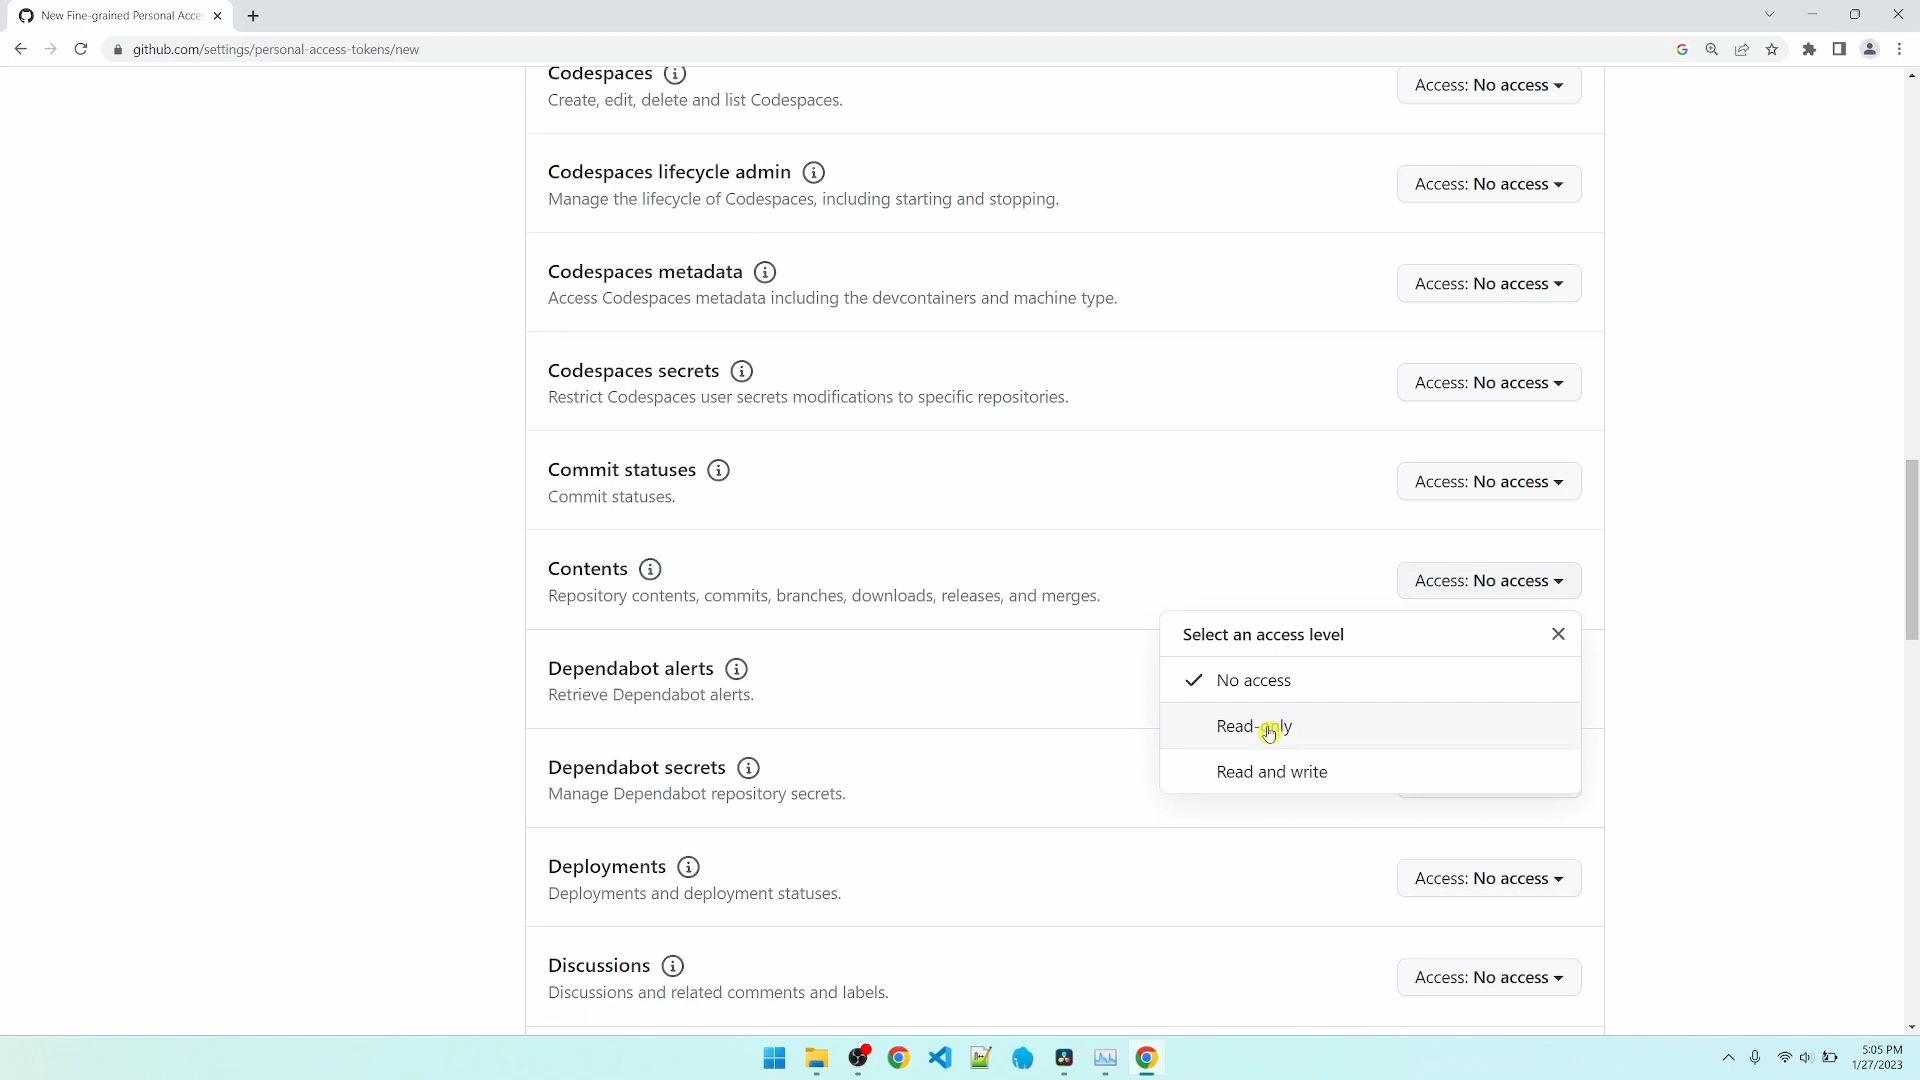 New Fine-grained Personal Acce
github.com/settings/personal-access-tokens/new
Codespaces
Create, edit, delete and list Codespaces.
Access: No access
Codespaces lifecycle admin
Manage the lifecycle of Codespaces, including starting and stopping.
Access: No access
Codespaces metadata
Access Codespaces metadata including the devcontainers and machine type.
Access: No access
Codespaces secrets
Restrict Codespaces user secrets modifications to specific repositories.
Access: No access
Commit statuses
Commit statuses.
Access: No access
Contents
Repository contents, commits, branches, downloads, releases, and merges.
Access: No access
Select an access level
No access
Read-only
Read and write
Dependabot alerts
Retrieve Dependabot alerts.
Dependabot secrets
Manage Dependabot repository secrets.
Deployments
Deployments and deployment statuses.
Access: No access
Discussions
Discussions and related comments and labels.
Access: No access
5:05 PM
1/27/2023